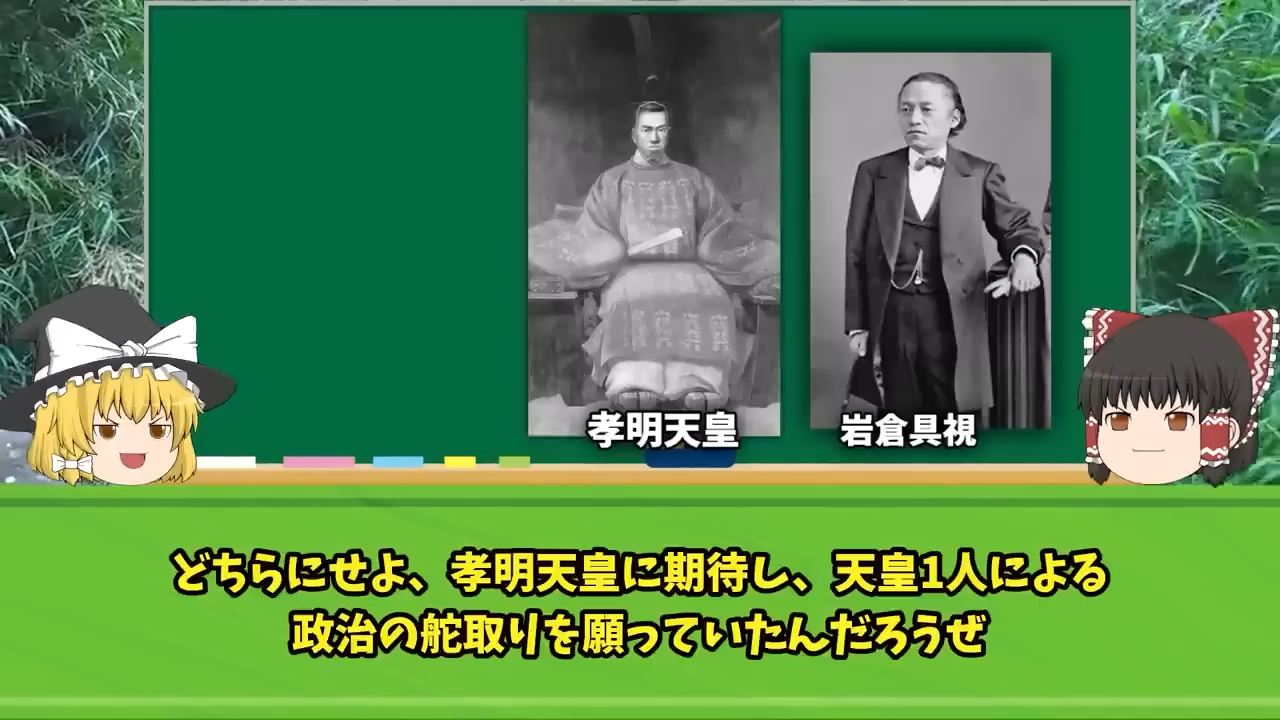 孝明天皇
岩倉具視
どちらにせよ、孝明天皇に期待し、天皇1人による
政治の舵取りを願っていたんだろうぜ